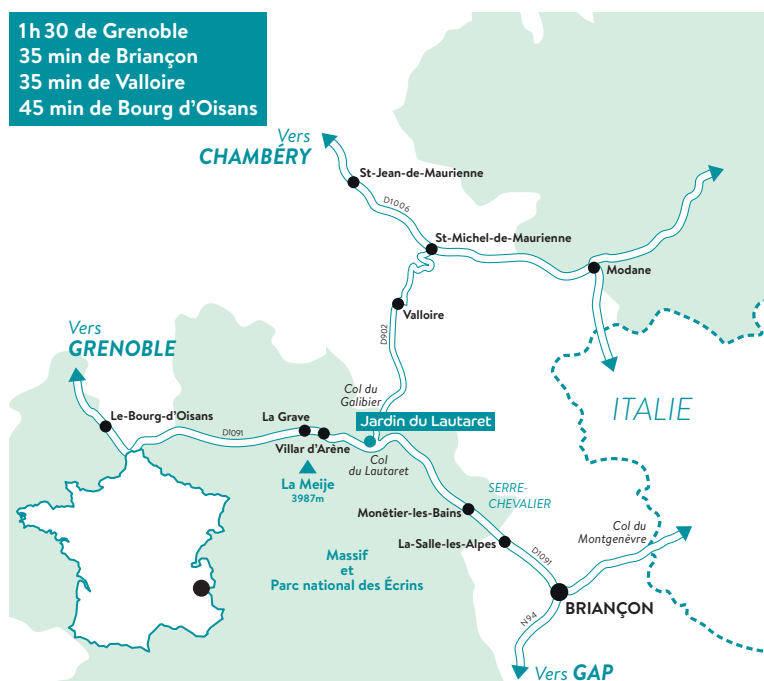 1h30 de Grenoble
35 min de Briançon
35 min de Valloire
45 min de Bourg d'Oisans
Vers
CHAMBÉRY
St-Jean-de-Maurienne
D1006
St-Michel-de-Maurienne
Modane
Valloire
D902
Vers
GRENOBLE
Col du
Galibier
ITALIE
Le-Bourg-d'Oisans
La Grave
Jardin du Lautaret
D1091
Villar d'Arène
Col
du Lautaret
La Meije
3987m
SERRE-
CHEVALIER
Monêtier-les-Bains
Col du
Montgenèvre
La-Salle-les-Alpes
D1091
Massif
et
Parc national des Écrins
BRIANÇON
N94
Vers GAP